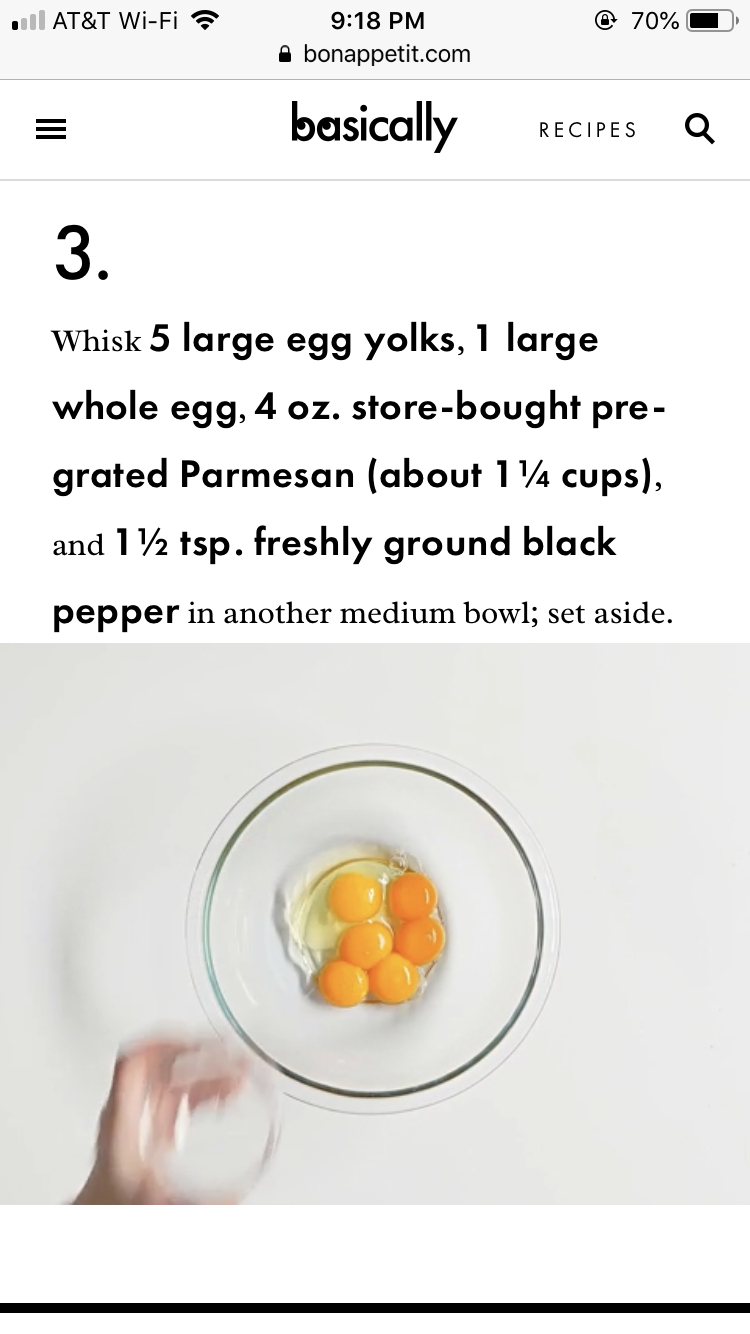 AT&T Wi-Fi 9:18 PM 70%
bonappetit.com
basically RECIPES
3.
Whisk 5 large egg yolks, 1 large
whole egg, 4 oz. store-bought pre-
grated Parmesan (about 1¼ cups),
and 1½ tsp. freshly ground black
pepper in another medium bowl; set aside.